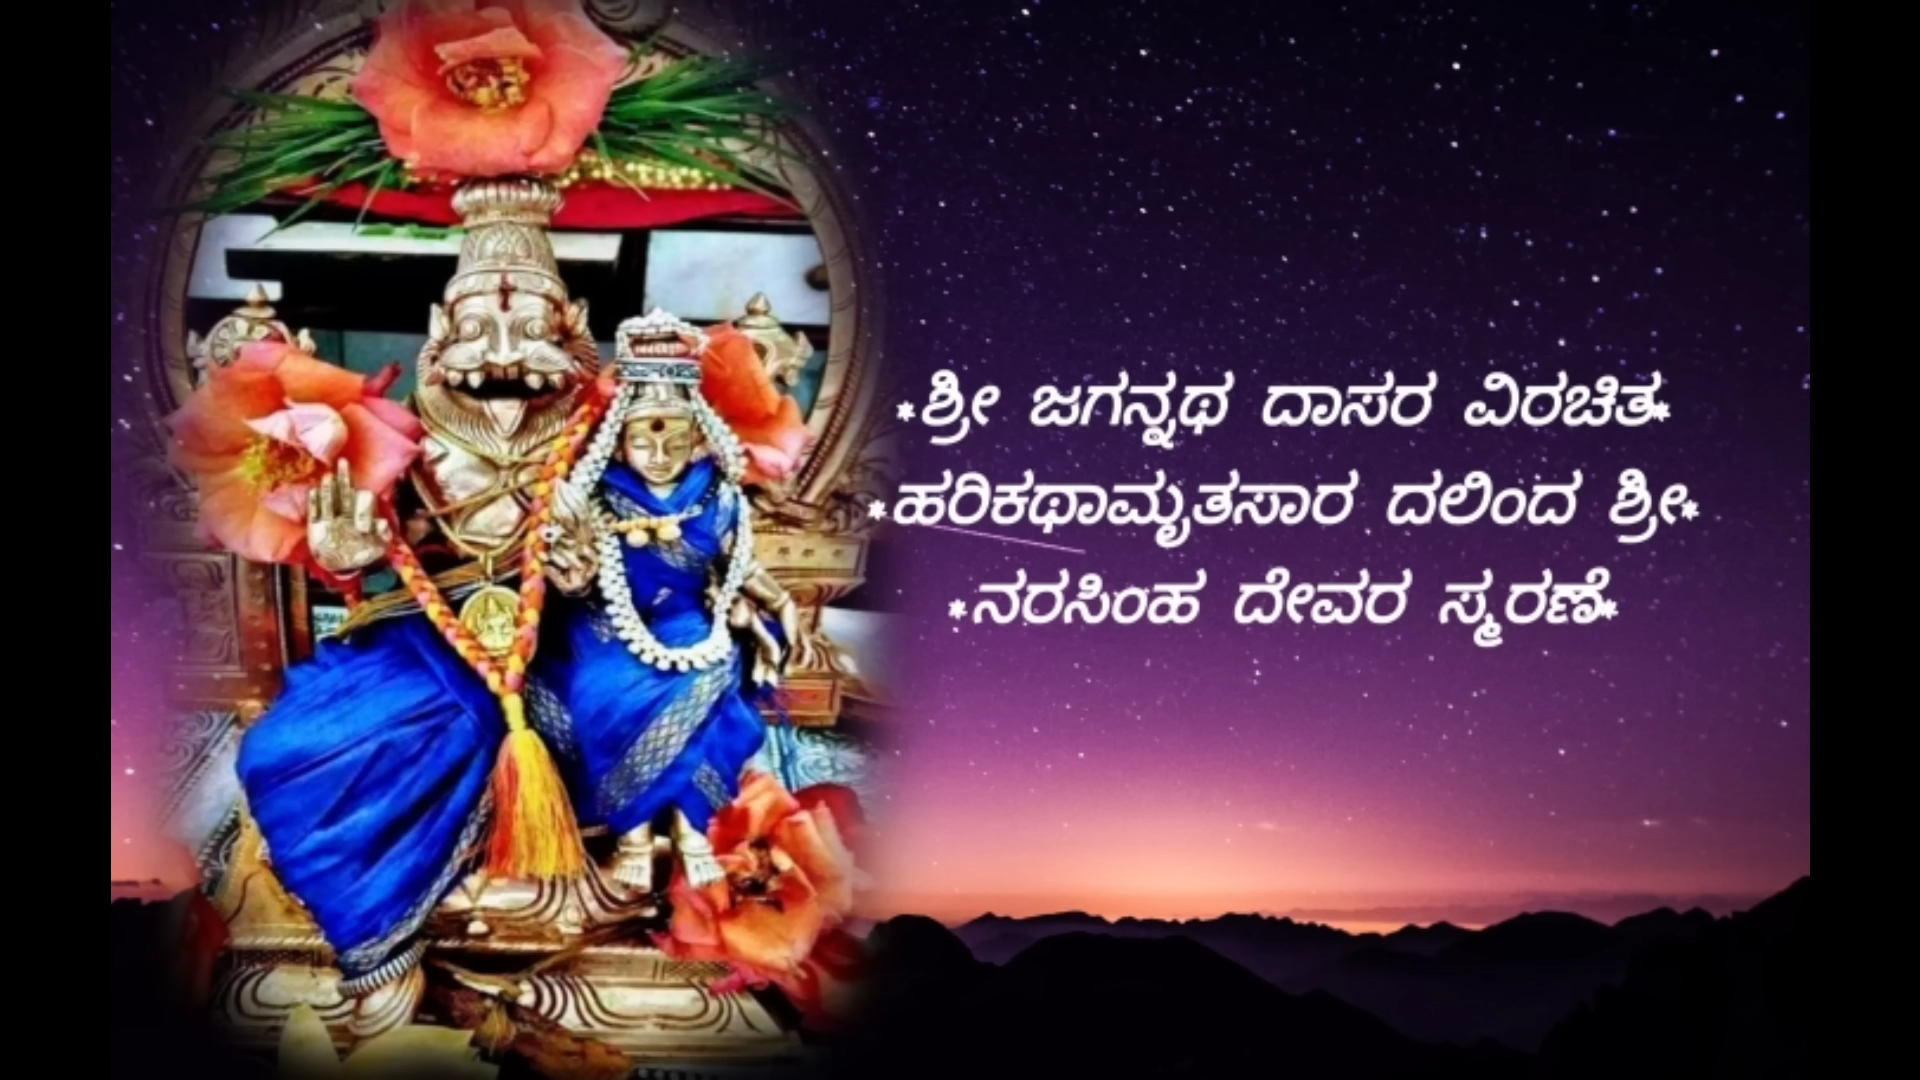 *ಶ್ರೀ ಜಗನ್ನಥ ದಾಸರ ವಿರಚಿತ*
*ಹರಿಕಥಾಮೃತಸಾರ ದಲಿಂದ ಶ್ರೀ*
*ನರಸಿಂಹ ದೇವರ ಸ್ಮರಣೆ*